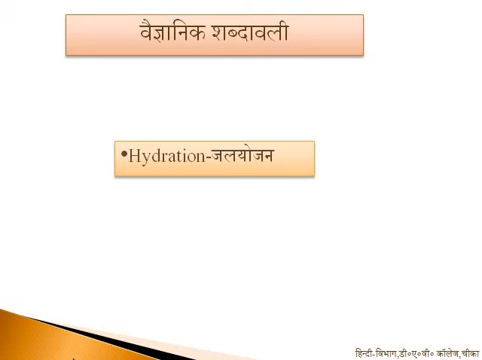 वैज्ञानिक शब्दावली
•Hydration-जलयोजन
हिन्दी-विभाग,डी०ए०वी० कॉलेज,चीका